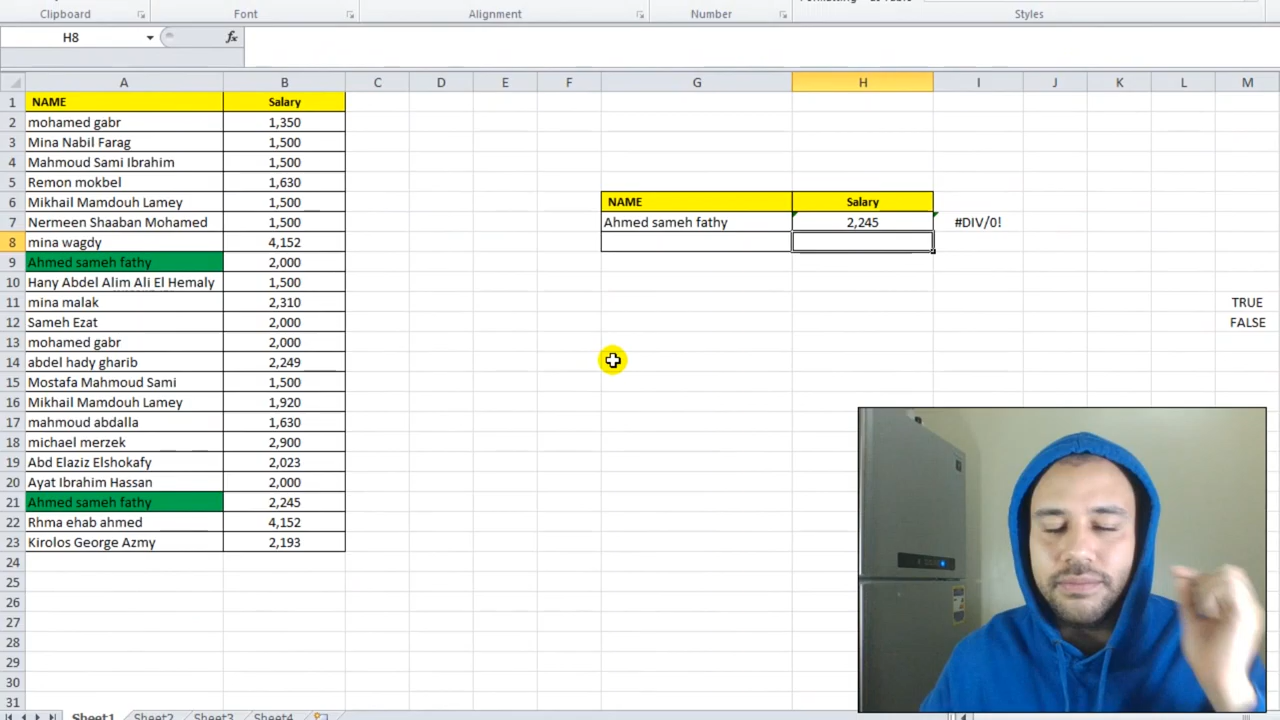 Clipboard Font Alignment Number Styles
H8 fx
A B C D E F G H I J K L M
1 NAME Salary
2 mohamed gabr 1,350
3 Mina Nabil Farag 1,500
4 Mahmoud Sami Ibrahim 1,500
5 Remon mokbel 1,630
6 Mikhail Mamdouh Lamey 1,500 NAME Salary
7 Nermeen Shaaban Mohamed 1,500 Ahmed sameh fathy 2,245 #DIV/0!
8 mina wagdy 4,152
9 Ahmed sameh fathy 2,000
10 Hany Abdel Alim Ali El Hemaly 1,500
11 mina malak 2,310 TRUE
12 Sameh Ezat 2,000 FALSE
13 mohamed gabr 2,000
14 abdel hady gharib 2,249
15 Mostafa Mahmoud Sami 1,500
16 Mikhail Mamdouh Lamey 1,920
17 mahmoud abdalla 1,630
18 michael merzek 2,900
19 Abd Elaziz Elshokafy 2,023
20 Ayat Ibrahim Hassan 2,000
21 Ahmed sameh fathy 2,245
22 Rhma ehab ahmed 4,152
23 Kirolos George Azmy 2,193
24
25
26
27
28
29
30
31
Sheet1 Sheet2 Sheet3 Sheet4